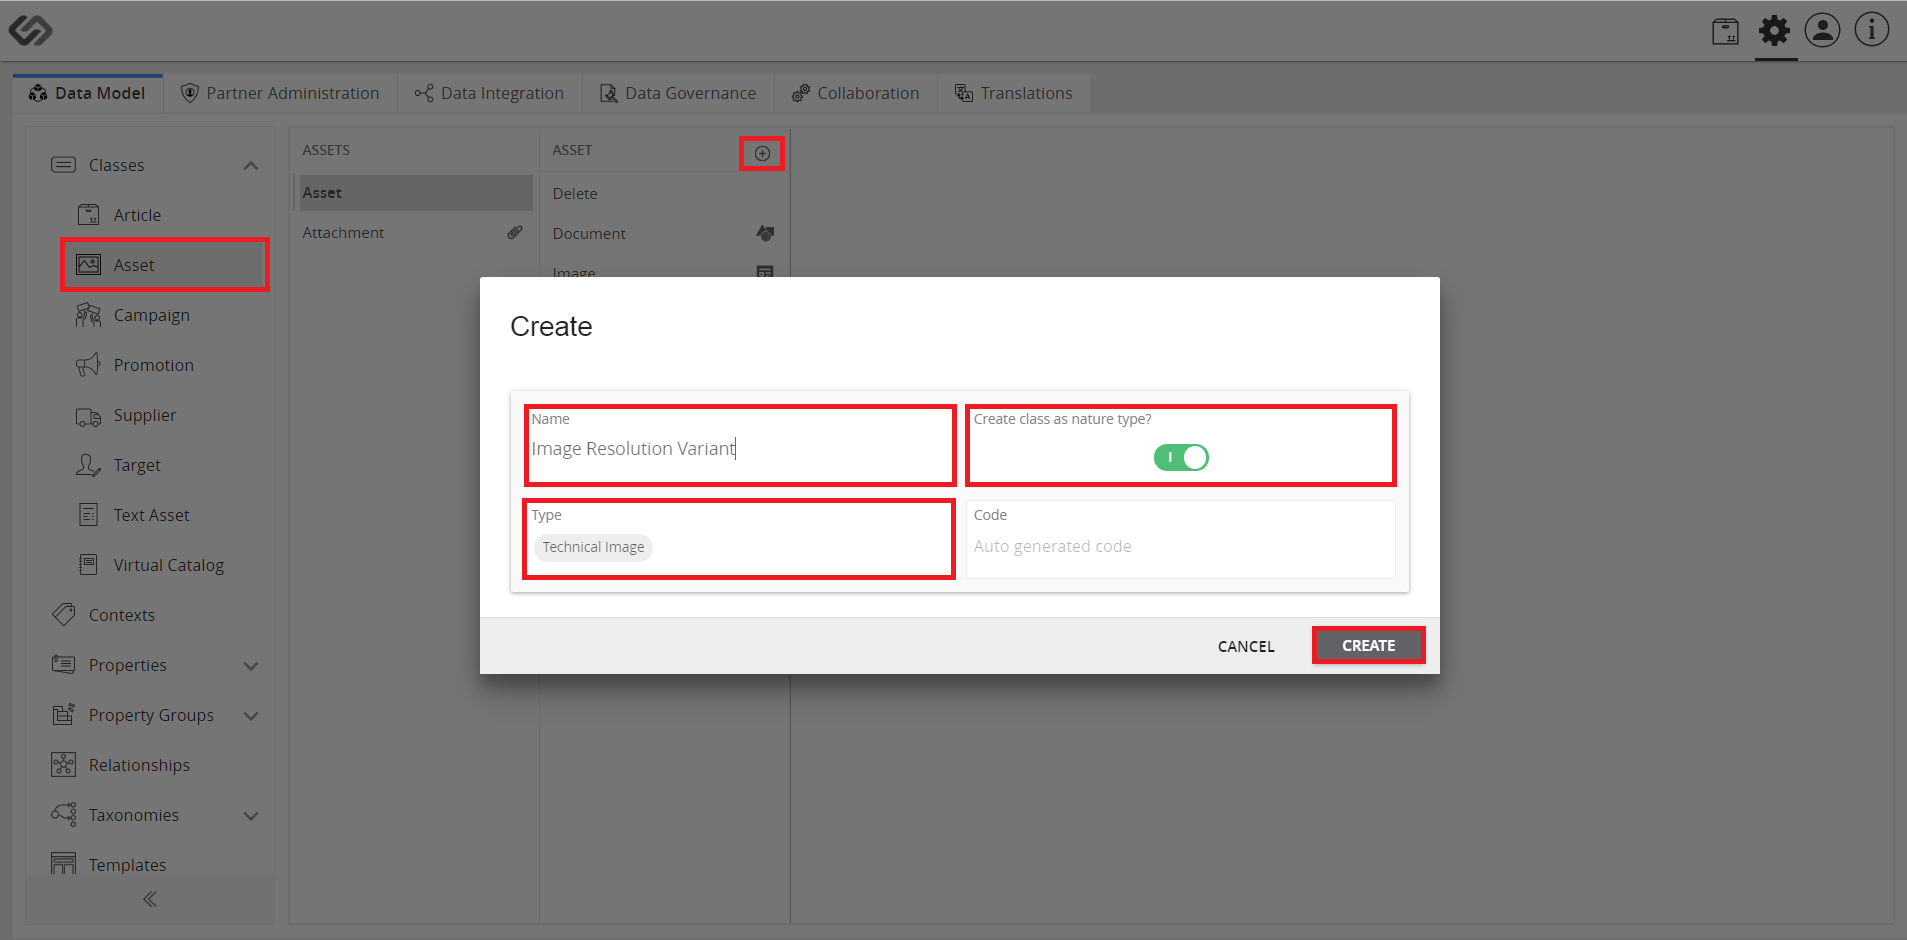 Data Model
Partner Administration
Data Integration
Data Governance
Collaboration
Translations
Classes
Article
Asset
Campaign
Promotion
Supplier
Target
Text Asset
Virtual Catalog
Contexts
Properties
Property Groups
Relationships
Taxonomies
Templates
ASSETS
Asset
Attachment
ASSET
Delete
Document
Image
Create
Name
Image Resolution Variant
Create class as nature type?
Type
Technical Image
Code
Auto generated code
CANCEL
CREATE